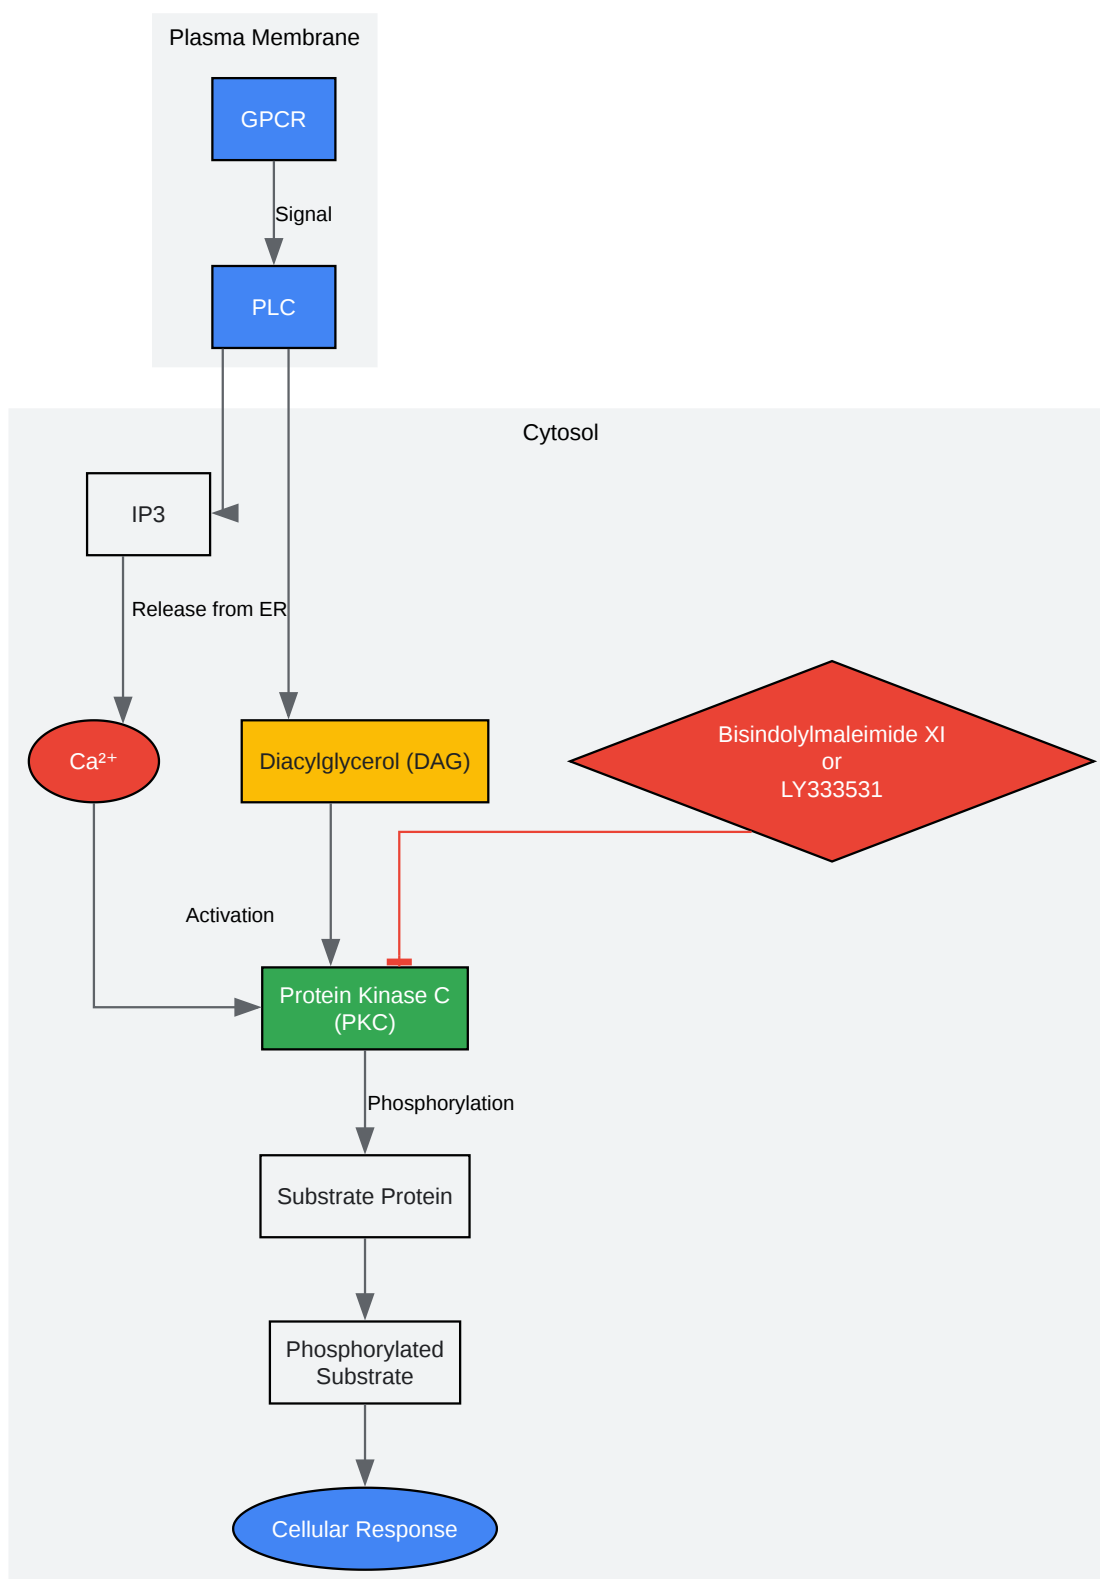 Plasma Membrane
GPCR
Signal
PLC
Cytosol
IP3
Release from ER
Ca²⁺
Diacylglycerol (DAG)
Bisindolylmaleimide XI
or
LY333531
Activation
Protein Kinase C
(PKC)
Phosphorylation
Substrate Protein
Phosphorylated
Substrate
Cellular Response